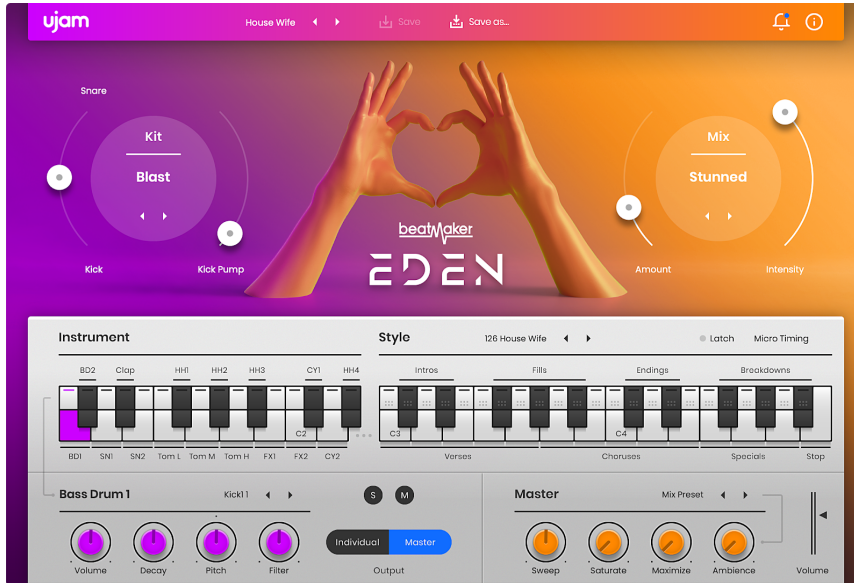 ujam
House Wife
Save
Save as...
Snare
Kit
Blast
Kick
Kick Pump
Mix
Stunned
Amount
Intensity
beatMaker
EDEN
Instrument
Style
126 House Wife
Latch
Micro Timing
BD2 Clap HH1 HH2 HH3 CY1 HH4
Intros Fills Endings Breakdowns
C2 C3 C4
BD1 SN1 SN2 Tom L Tom M Tom H FX1 FX2 CY2
Verses Choruses Specials Stop
Bass Drum 1
Kick1 1
S
M
Master
Mix Preset
Individual
Master
Volume Decay Pitch Filter
Output
Sweep Saturate Maximize Ambience
Volume